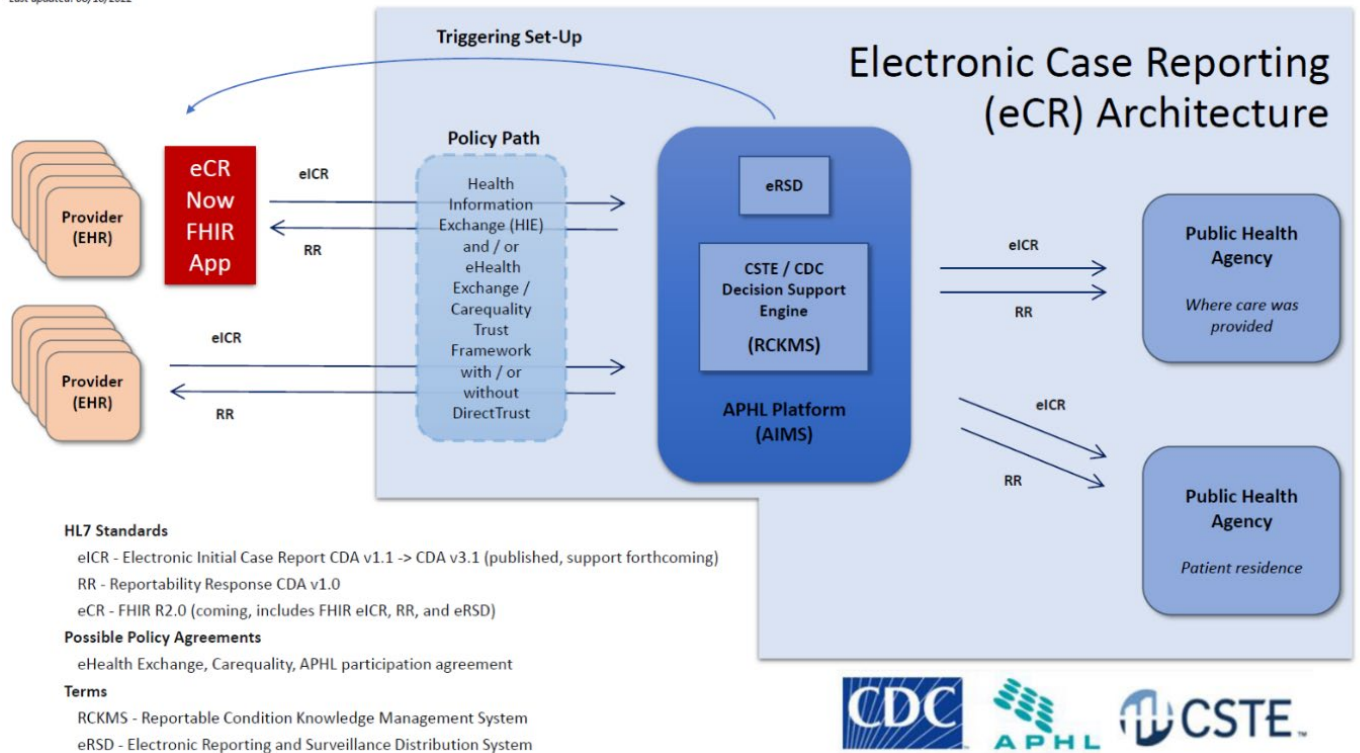 Last updated: 06/10/2022
Triggering Set-Up
Electronic Case Reporting
(eCR) Architecture
Policy Path
Provider
(EHR)
eCR
Now
FHIR
App
eICR
RR
Health
Information
Exchange (HIE)
and / or
eHealth
Exchange /
Carequality
Trust
Framework
with / or
without
DirectTrust
eRSD
CSTE / CDC
Decision Support
Engine
(RCKMS)
APHL Platform
(AIMS)
eICR
RR
Public Health
Agency
Where care was
provided
Provider
(EHR)
eICR
RR
eICR
RR
Public Health
Agency
Patient residence
HL7 Standards
eICR - Electronic Initial Case Report CDA v1.1 -> CDA v3.1 (published, support forthcoming)
RR - Reportability Response CDA v1.0
eCR - FHIR R2.0 (coming, includes FHIR eICR, RR, and eRSD)
Possible Policy Agreements
eHealth Exchange, Carequality, APHL participation agreement
Terms
RCKMS - Reportable Condition Knowledge Management System
eRSD - Electronic Reporting and Surveillance Distribution System
CDC
APHL
CSTE